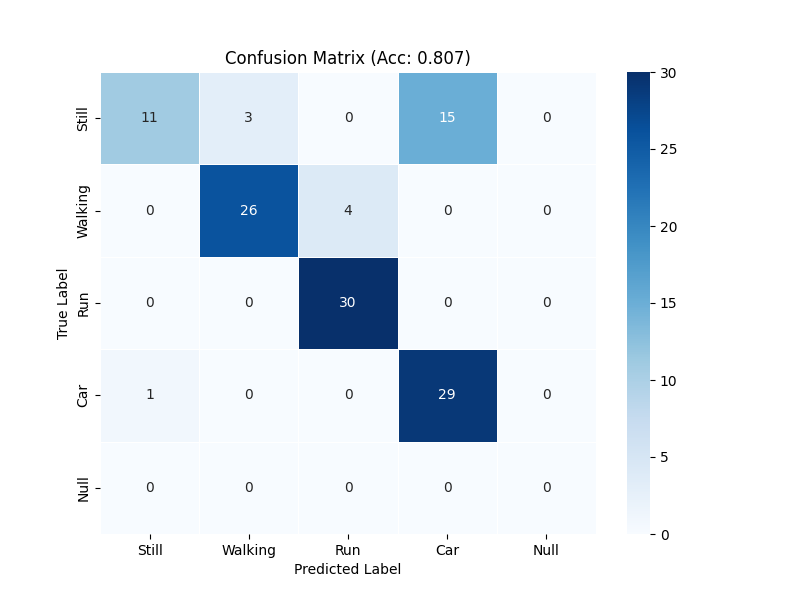 Confusion Matrix (Acc: 0.807)
True Label
Still 11 3 0 15 0
Walking 0 26 4 0 0
Run 0 0 30 0 0
Car 1 0 0 29 0
Null 0 0 0 0 0
Still Walking Run Car Null
Predicted Label
30
25
20
15
10
5
0